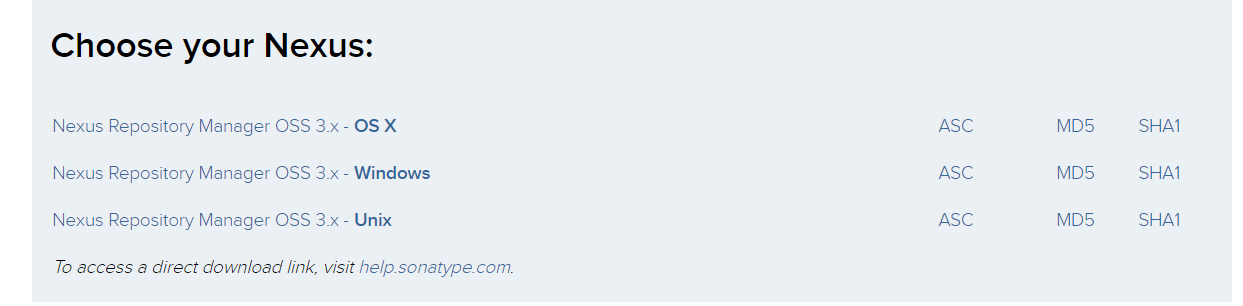 Choose your Nexus:
Nexus Repository Manager OSS 3.x - OS X ASC MD5 SHA1
Nexus Repository Manager OSS 3.x - Windows ASC MD5 SHA1
Nexus Repository Manager OSS 3.x - Unix ASC MD5 SHA1
To access a direct download link, visit help.sonatype.com.